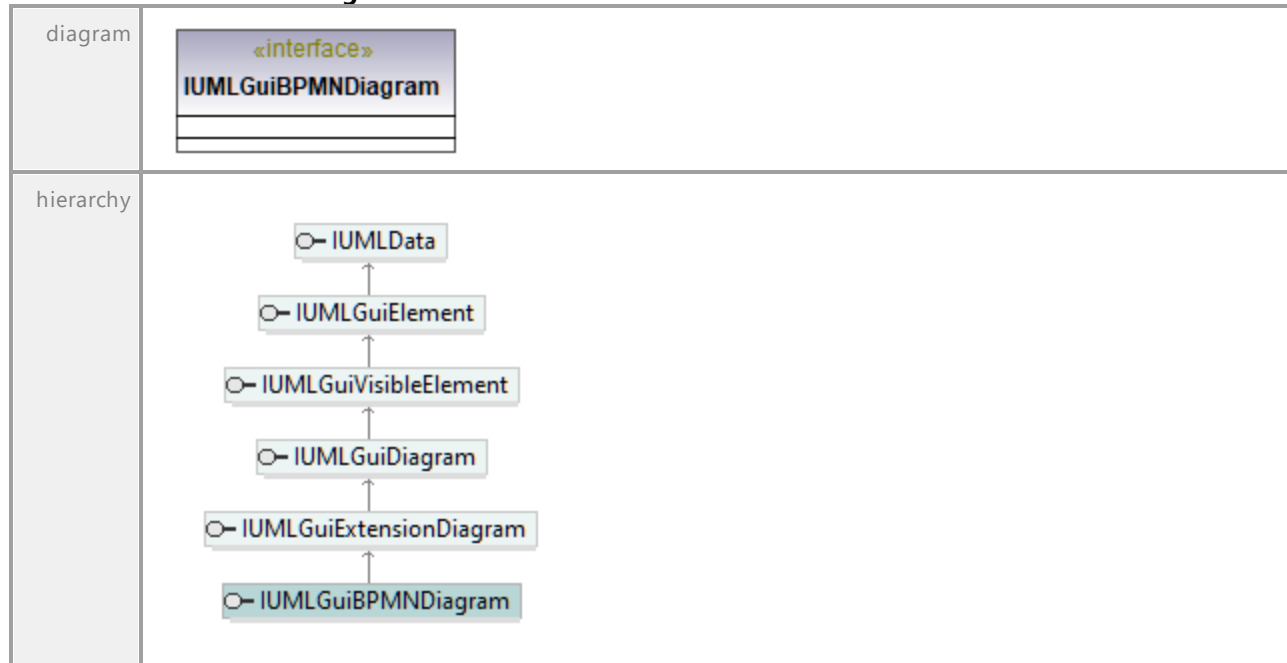 diagram
«interface»
IUMLGuiBPMNDiagram
hierarchy
IUMLData
IUMLGuiElement
IUMLGuiVisibleElement
IUMLGuiDiagram
IUMLGuiExtensionDiagram
IUMLGuiBPMNDiagram